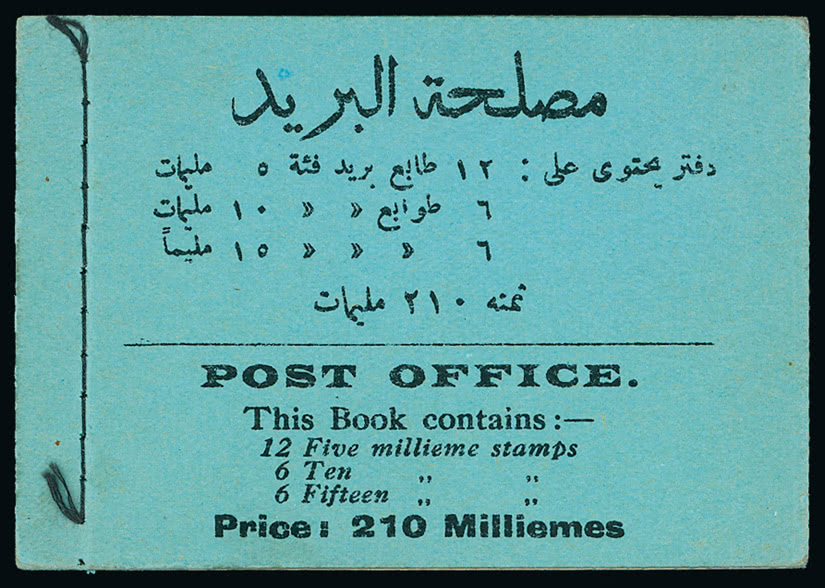 مصلحة البريد
دفتر يحتوى على : ١٢ طابع بريد فئة ٥ مليمات
٦ طوابع » » ١٠ مليمات
٦ » » » ١٥ مليماً
ثمنه ٢١٠ مليمات
POST OFFICE.
This Book contains:—
12 Five millieme stamps
6 Ten „ „
6 Fifteen „ „
Price: 210 Milliemes